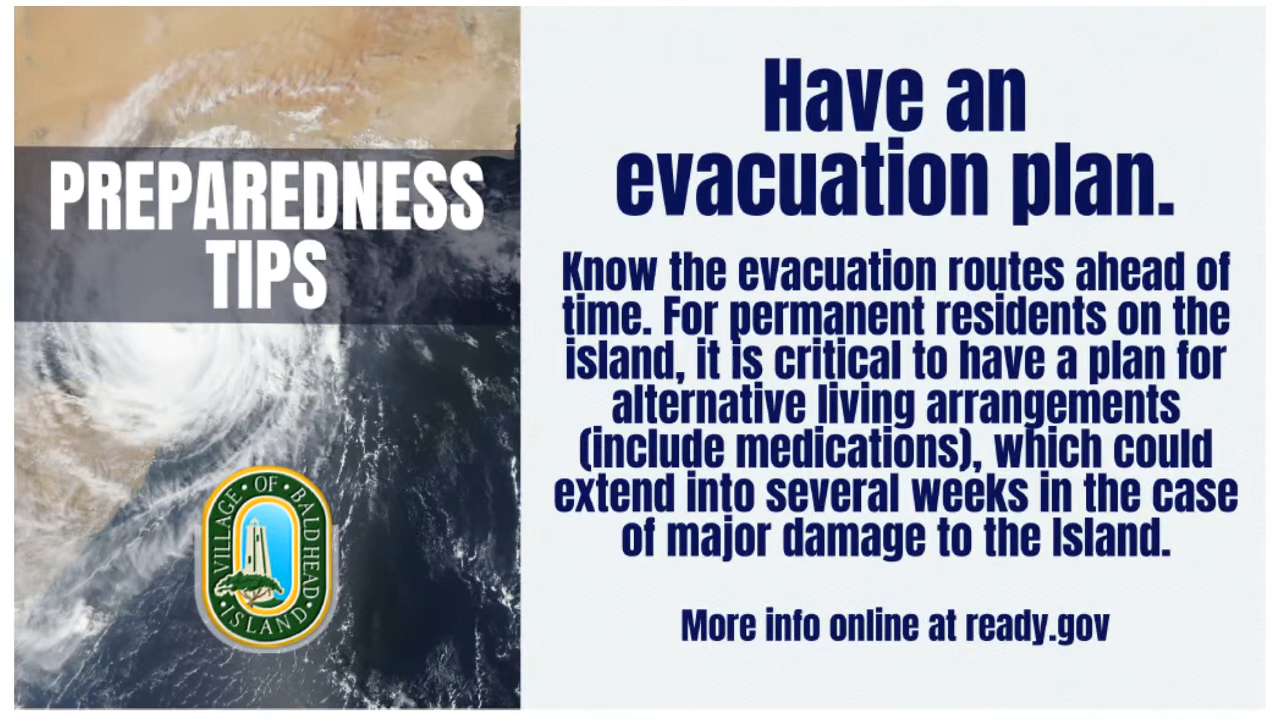 PREPAREDNESS
TIPS
VILLAGE • OF • BALD HEAD • ISLAND •
Have an
evacuation plan.
Know the evacuation routes ahead of
time. For permanent residents on the
island, it is critical to have a plan for
alternative living arrangements
(include medications), which could
extend into several weeks in the case
of major damage to the Island.
More info online at ready.gov